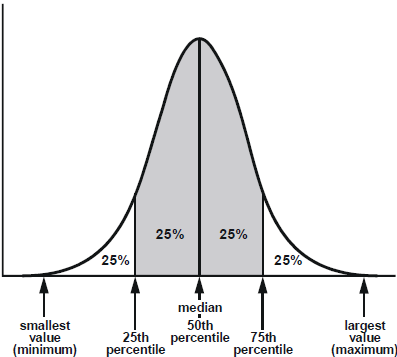 25%
25%
25%
25%
smallest
value
(minimum)
25th
percentile
median
50th
percentile
75th
percentile
largest
value
(maximum)